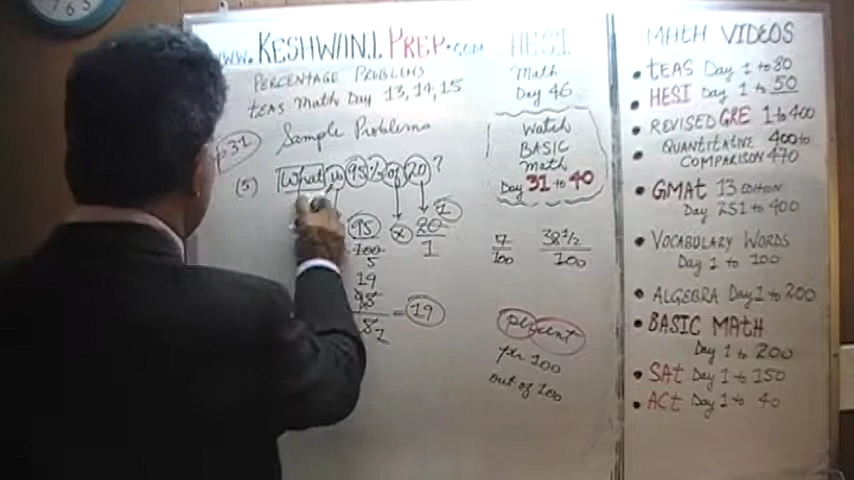 www.KESHWANI PREP.com
PERCENTAGE PROBLEMS
TEAS Math Day 13, 14, 15
Sample Problems
p31
(5) What is 95% of 20?
95 x 20 1
100 1
5
19
95
5 1 = 19
HESI
Math
Day 46
Watch
BASIC
Math
Day 31 to 40
7 38 1/2
100 100
percent
per 100
out of 100
MATH VIDEOS
• TEAS Day 1 to 80
• HESI Day 1 to 50
• REVISED GRE 1 to 400
• QUANTITATIVE 400 to
COMPARISON 470
• GMAT 13 EDITION
Day 251 to 400
• VOCABULARY WORDS
Day 1 to 100
• ALGEBRA Day 1 to 200
• BASIC MATH
Day 1 to 200
• SAT Day 1 to 150
• ACT Day 1 to 40